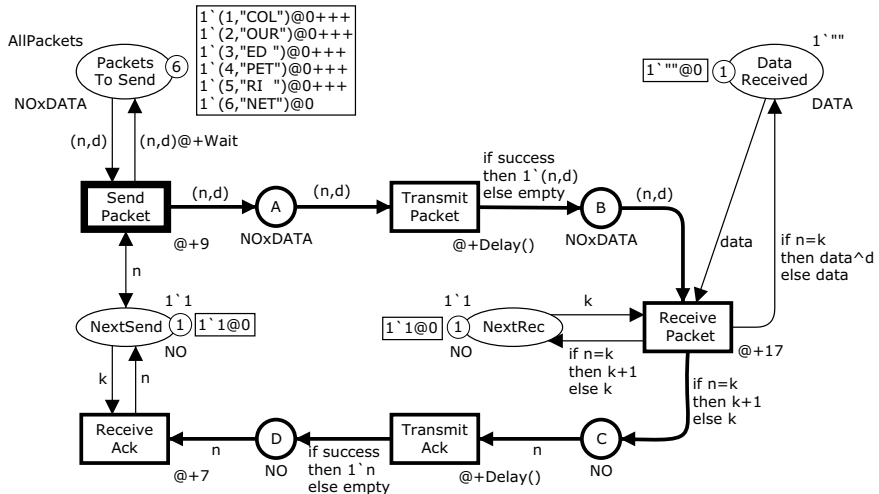 AllPackets
Packets
To Send
6
1`(1,"COL")@0+++
1`(2,"OUR")@0+++
1`(3,"ED ")@0+++
1`(4,"PET")@0+++
1`(5,"RI  ")@0+++
1`(6,"NET")@0
NOxDATA
1`""
1`""@0
1
Data
Received
DATA
(n,d)
(n,d)@+Wait
Send
Packet
@+9
(n,d)
A
NOxDATA
(n,d)
Transmit
Packet
@+Delay()
if success
then 1`(n,d)
else empty
B
NOxDATA
(n,d)
data
if n=k
then data^d
else data
n
1`1
NextSend
1
1`1@0
NO
1`1
1`1@0
1
NextRec
NO
k
if n=k
then k+1
else k
Receive
Packet
@+17
if n=k
then k+1
else k
k
n
Receive
Ack
@+7
n
D
NO
if success
then 1`n
else empty
Transmit
Ack
@+Delay()
n
C
NO